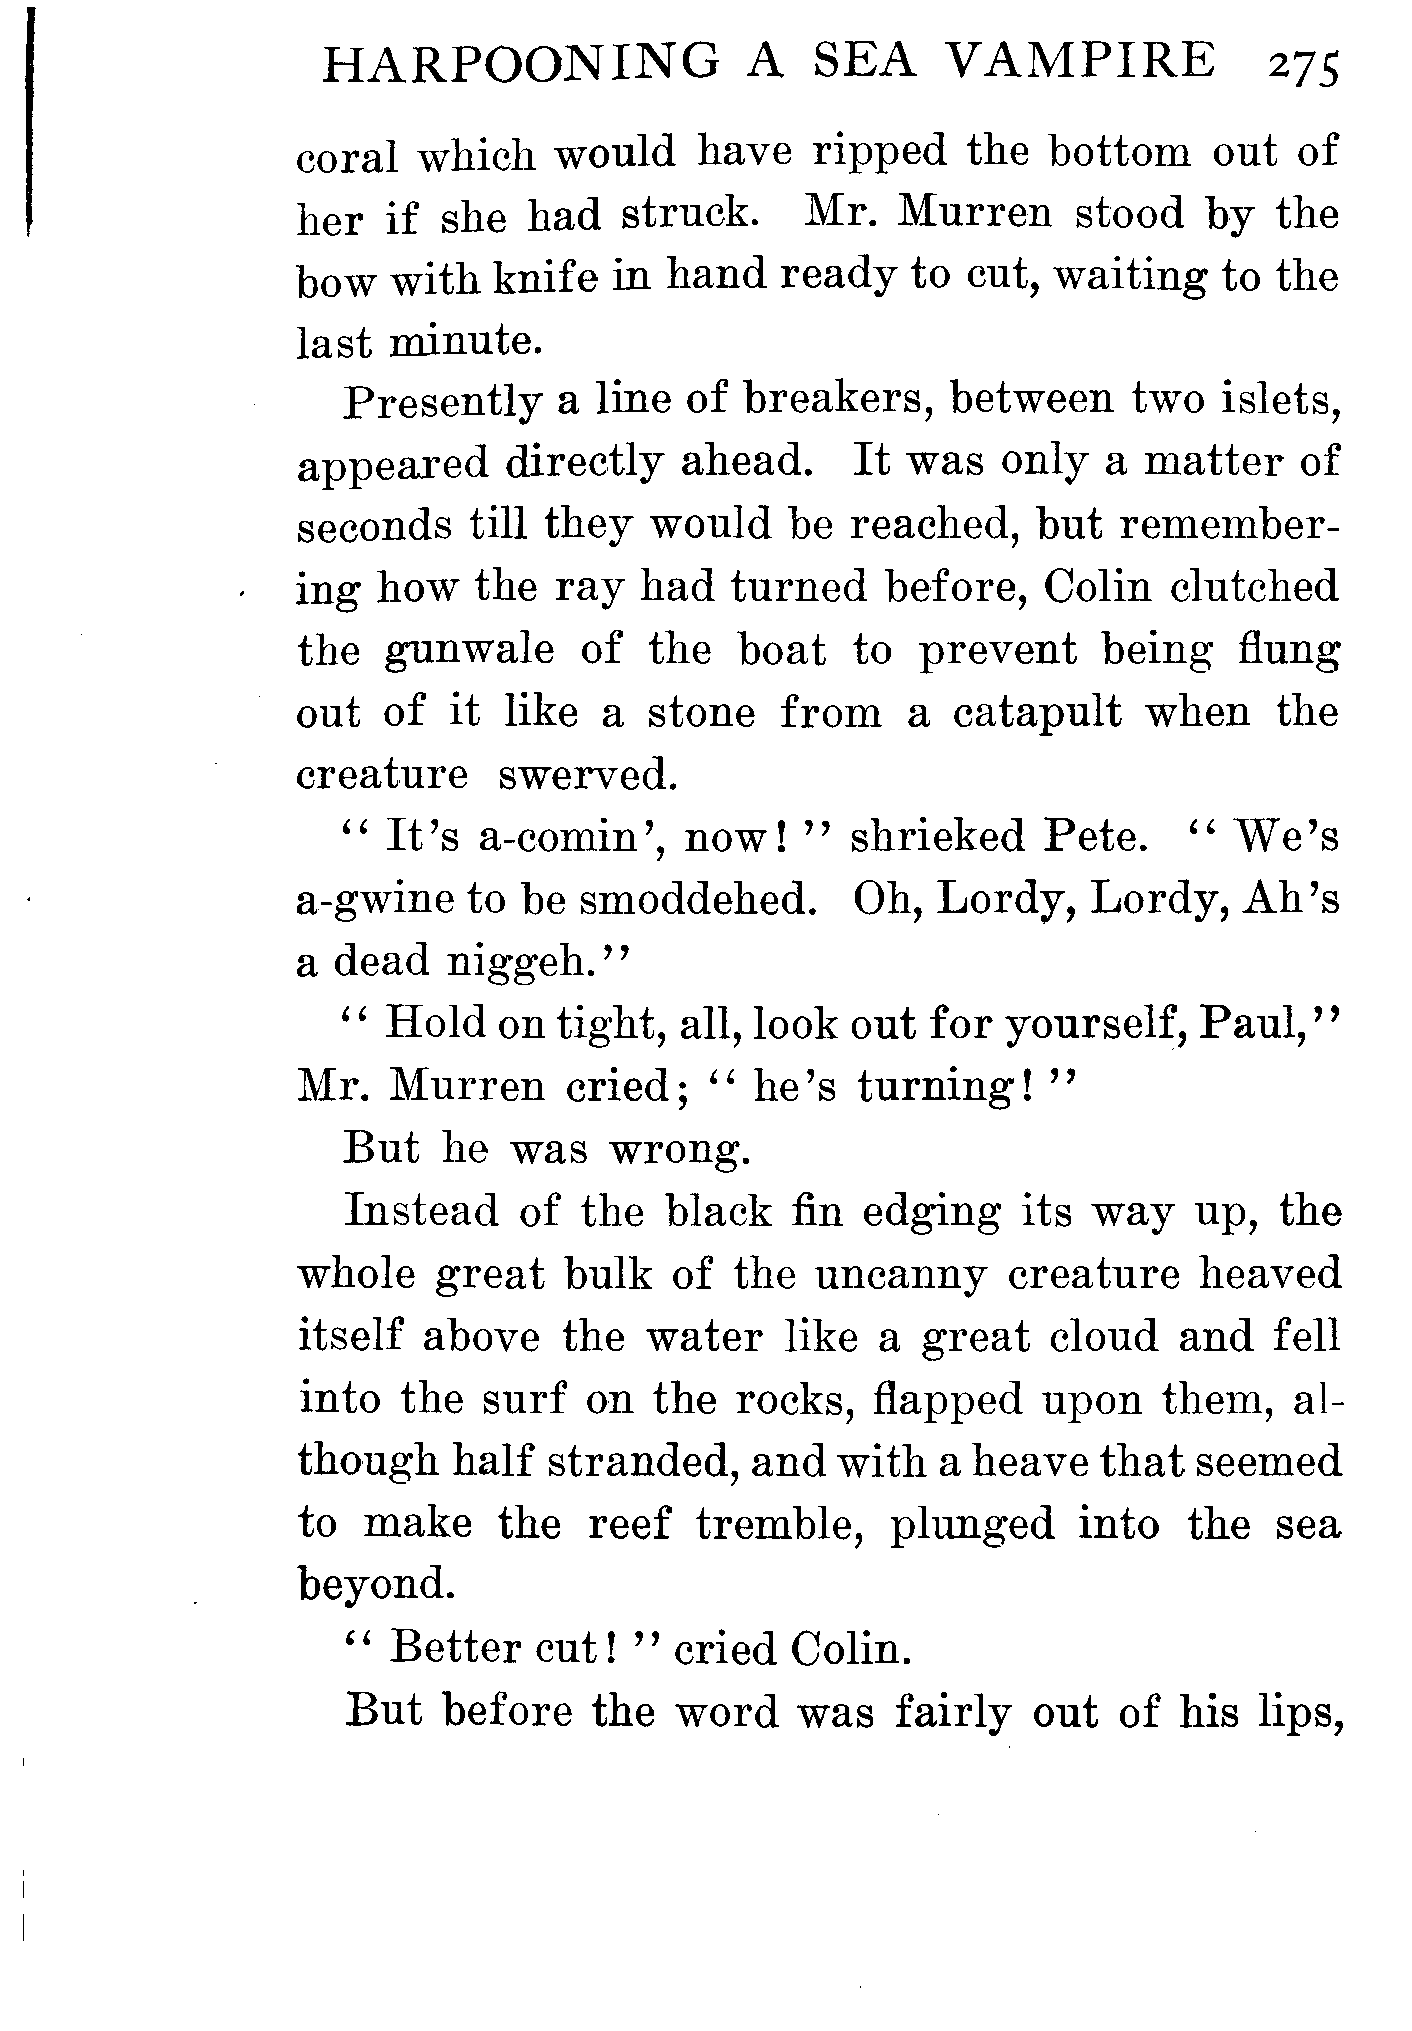 HARPOONING A SEA VAMPIRE 275
coral which would have ripped the bottom out of
her if she had struck. Mr. Murren stood by the
bow with knife in hand ready to cut, waiting to the
last minute.
Presently a line of breakers, between two islets,
appeared directly ahead. It was only a matter of
seconds till they would be reached, but remember-
ing how the ray had turned before, Colin clutched
the gunwale of the boat to prevent being flung
out of it like a stone from a catapult when the
creature swerved.
“ It’s a-comin’, now! ” shrieked Pete. “ We’s
a-gwine to be smoddehed. Oh, Lordy, Lordy, Ah’s
a dead niggeh.”
“ Hold on tight, all, look out for yourself, Paul,”
Mr. Murren cried; “ he’s turning! ”
But he was wrong.
Instead of the black fin edging its way up, the
whole great bulk of the uncanny creature heaved
itself above the water like a great cloud and fell
into the surf on the rocks, flapped upon them, al-
though half stranded, and with a heave that seemed
to make the reef tremble, plunged into the sea
beyond.
“ Better cut! ” cried Colin.
But before the word was fairly out of his lips,